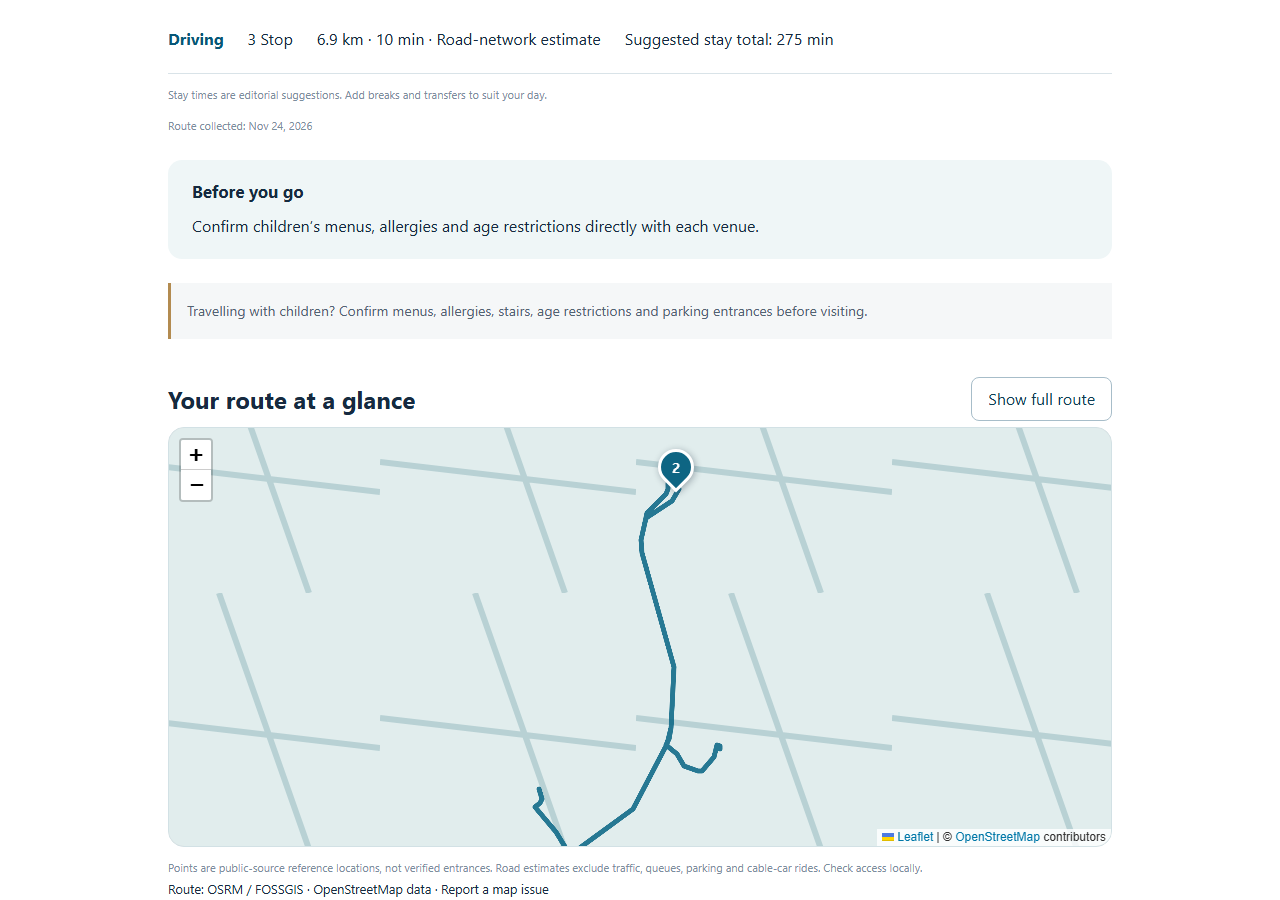 Driving 3 Stop 6.9 km · 10 min · Road-network estimate Suggested stay total: 275 min
Stay times are editorial suggestions. Add breaks and transfers to suit your day.
Route collected: Nov 24, 2026
Before you go
Confirm children’s menus, allergies and age restrictions directly with each venue.
Travelling with children? Confirm menus, allergies, stairs, age restrictions and parking entrances before visiting.
Your route at a glance
Show full route
+
−
2
Leaflet | © OpenStreetMap contributors
Points are public-source reference locations, not verified entrances. Road estimates exclude traffic, queues, parking and cable-car rides. Check access locally.
Route: OSRM / FOSSGIS · OpenStreetMap data · Report a map issue